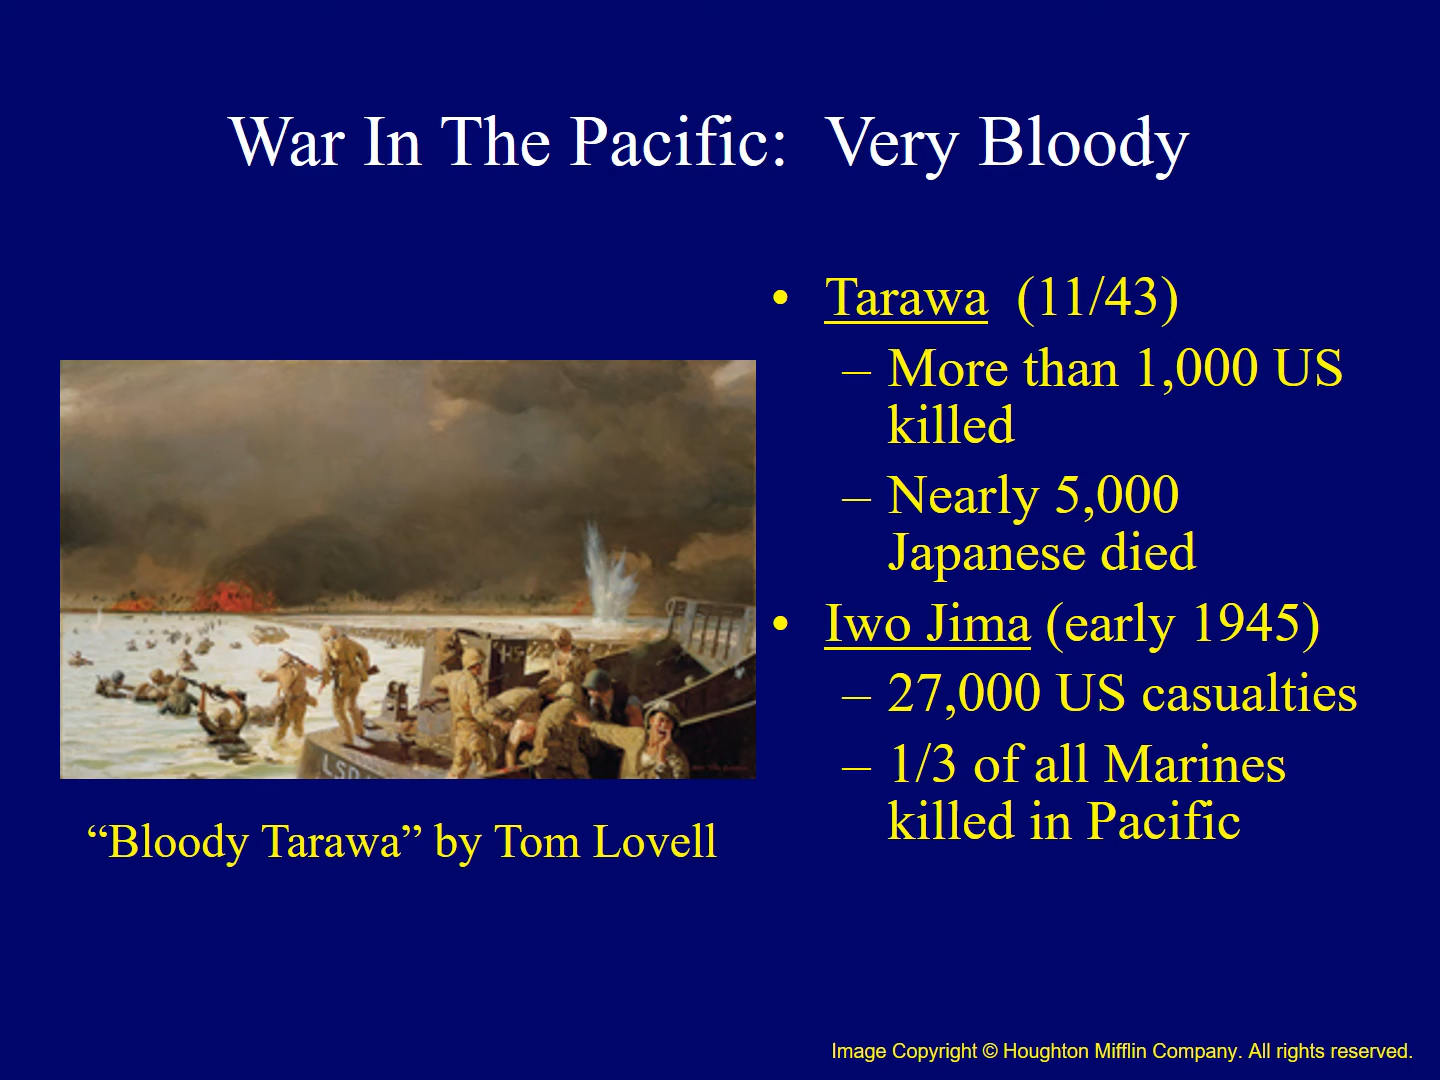 War In The Pacific:  Very Bloody
• Tarawa  (11/43)
– More than 1,000 US
killed
– Nearly 5,000
Japanese died
• Iwo Jima (early 1945)
– 27,000 US casualties
– 1/3 of all Marines
killed in Pacific
“Bloody Tarawa” by Tom Lovell
Image Copyright © Houghton Mifflin Company. All rights reserved.